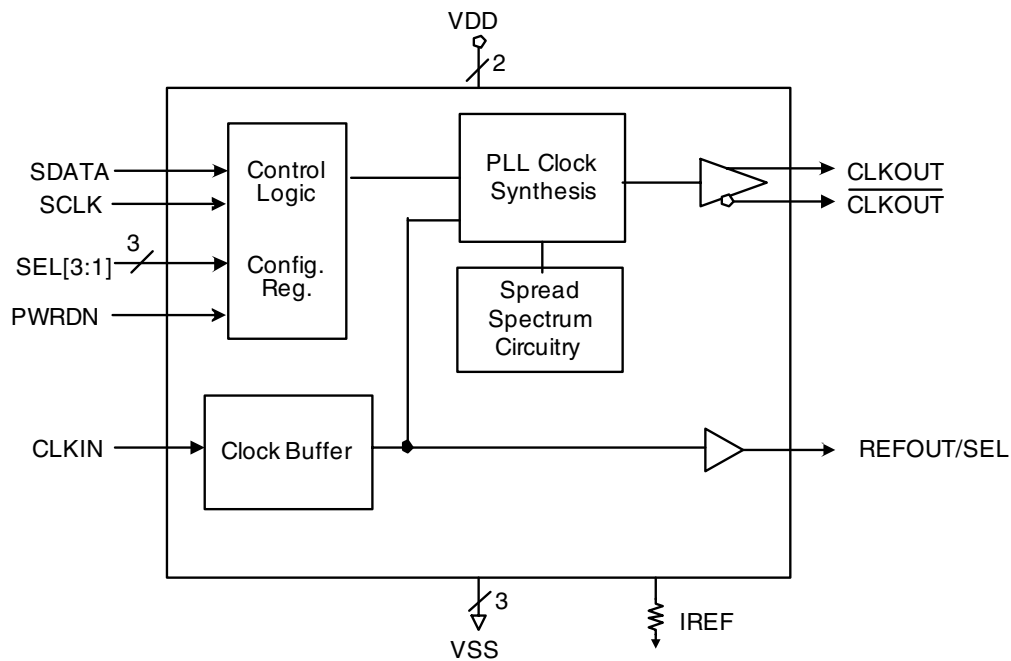 VDD
2
SDATA
SCLK
3
SEL[3:1]
PWRDN
Control
Logic
Config.
Reg.
PLL Clock
Synthesis
Spread
Spectrum
Circuitry
CLKOUT
CLKOUT
CLKIN
Clock Buffer
REFOUT/SEL
3
VSS
IREF